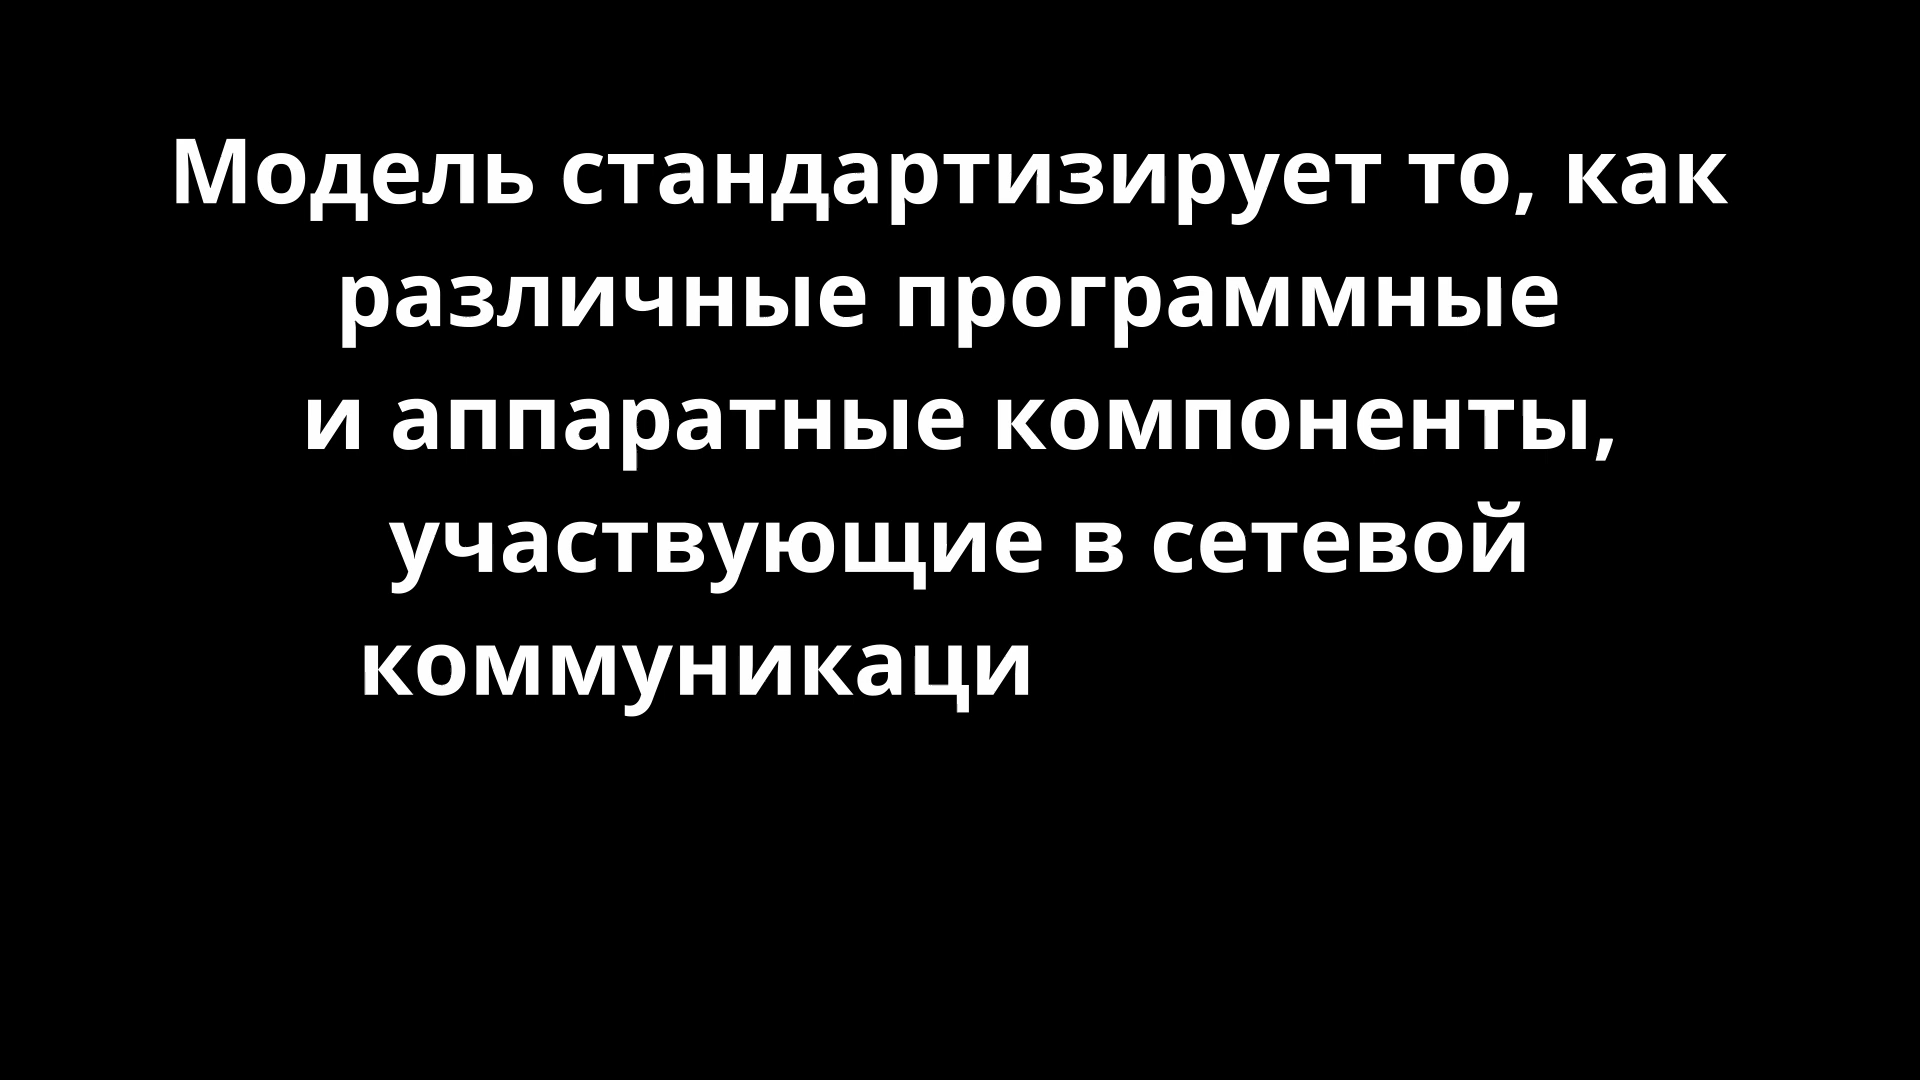 Модель стандартизирует то, как
различные программные
и аппаратные компоненты,
участвующие в сетевой
коммуникаци